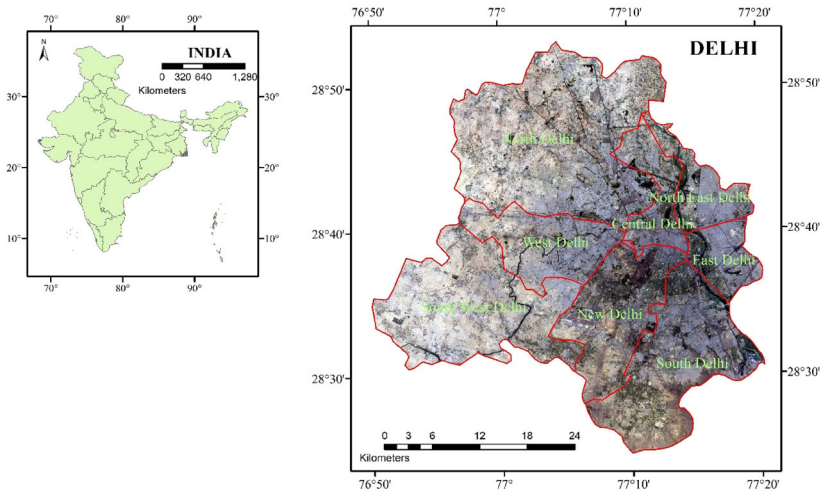 70° 80° 90°
N
INDIA
0 320 640 1,280
Kilometers
30° 30°
20° 20°
10° 10°
70° 80° 90°
76°50' 77° 77°10' 77°20'
DELHI
28°50' 28°50'
North Delhi
North East Delhi
28°40' 28°40'
Central Delhi
West Delhi
East Delhi
South West Delhi
New Delhi
28°30' 28°30'
South Delhi
0 3 6 12 18 24
Kilometers
76°50' 77° 77°10' 77°20'